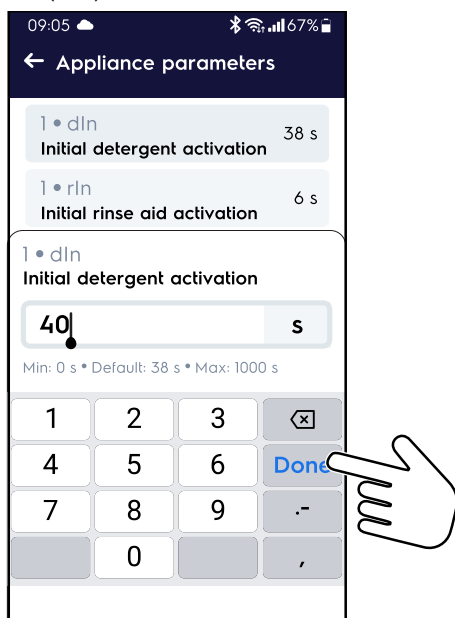 09:05 67%
← Appliance parameters
1 • dIn
Initial detergent activation
38 s
1 • rIn
Initial rinse aid activation
6 s
1 • dIn
Initial detergent activation
40 s
Min: 0 s • Default: 38 s • Max: 1000 s
1 2 3
4 5 6 Done
7 8 9 .-
0 ,